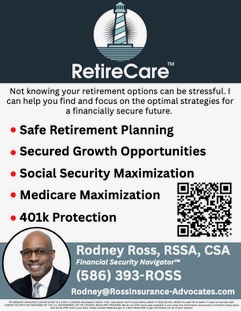 RetireCare™
Not knowing your retirement options can be stressful. I
can help you find and focus on the optimal strategies for
a financially secure future.
• Safe Retirement Planning
• Secured Growth Opportunities
• Social Security Maximization
• Medicare Maximization
• 401k Protection
Rodney Ross, RSSA, CSA
Financial Security Navigator™
(586) 393-ROSS
Rodney@RossInsurance-Advocates.com